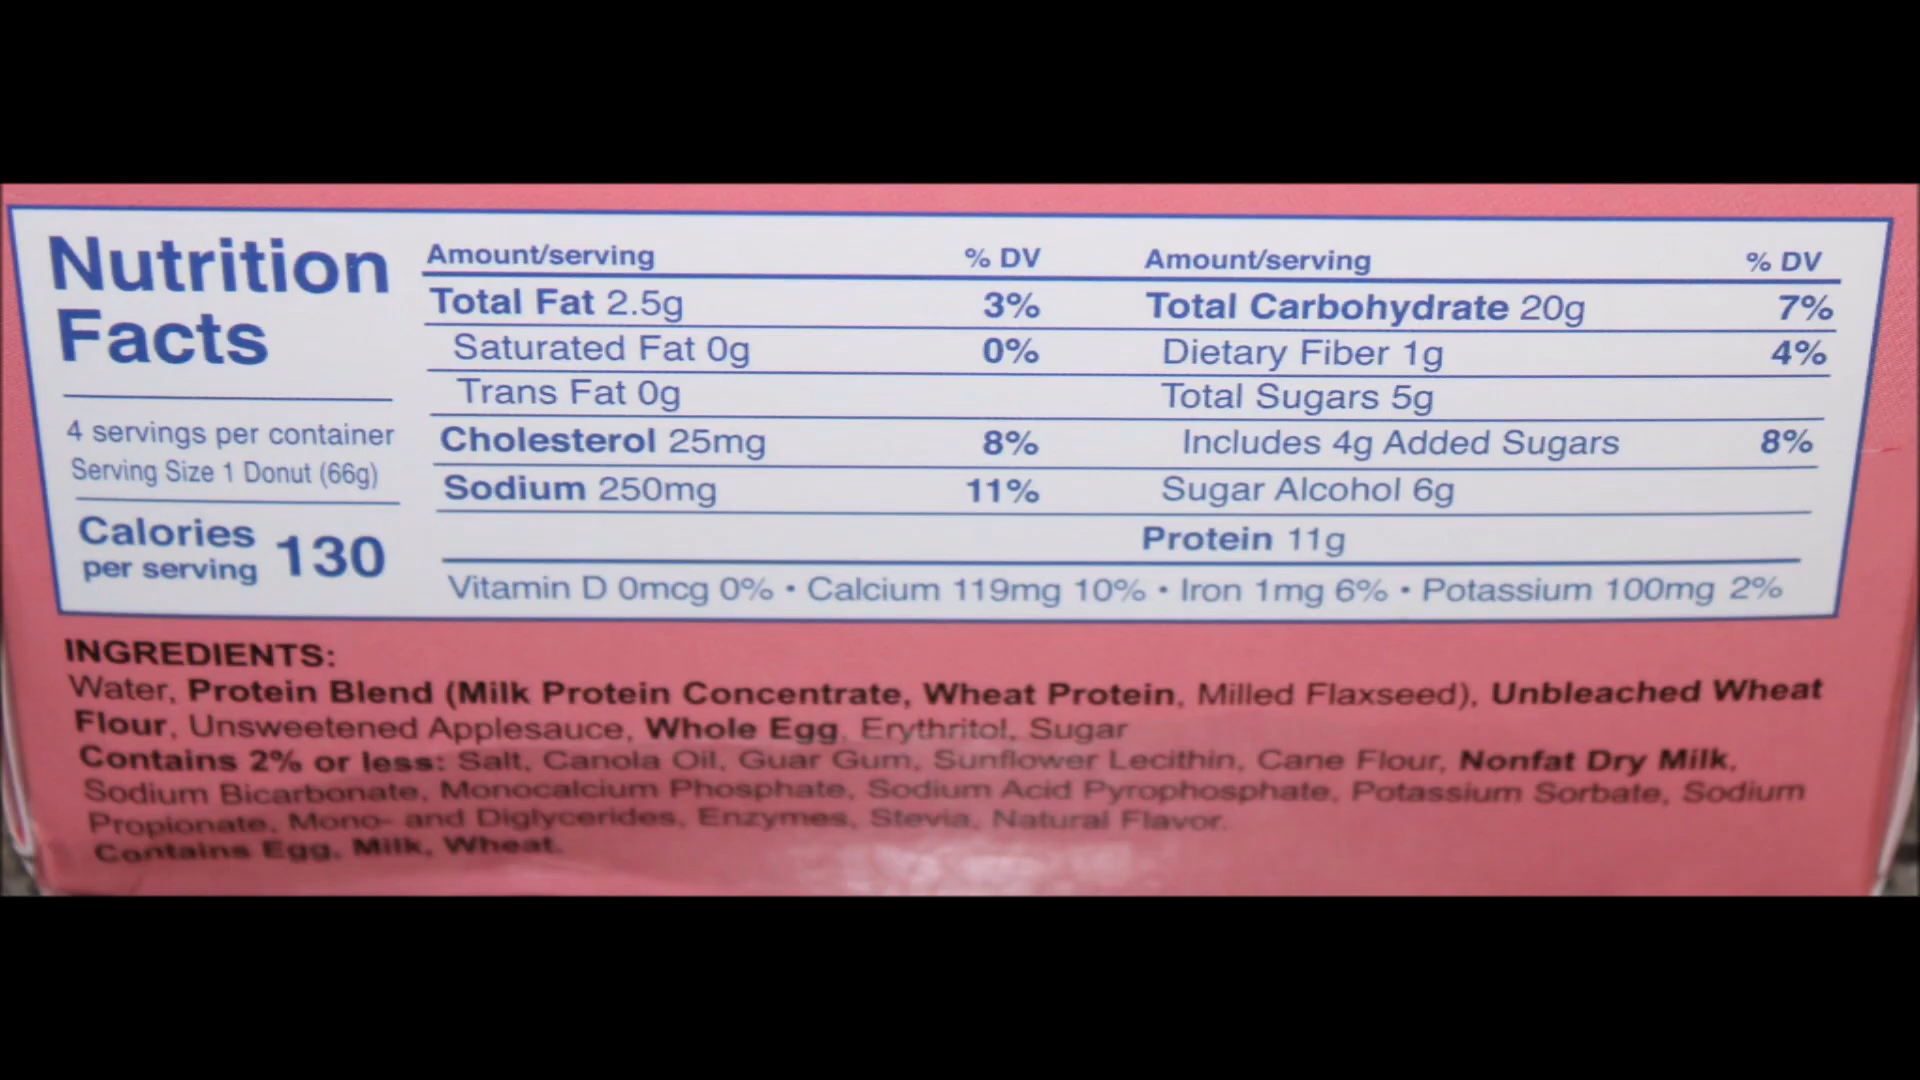 Nutrition
Facts
4 servings per container
Serving Size 1 Donut (66g)
Calories
per serving 130
Amount/serving % DV
Total Fat 2.5g 3%
Saturated Fat 0g 0%
Trans Fat 0g
Cholesterol 25mg 8%
Sodium 250mg 11%
Amount/serving % DV
Total Carbohydrate 20g 7%
Dietary Fiber 1g 4%
Total Sugars 5g
Includes 4g Added Sugars 8%
Sugar Alcohol 6g
Protein 11g
Vitamin D 0mcg 0% • Calcium 119mg 10% • Iron 1mg 6% • Potassium 100mg 2%
INGREDIENTS:
Water, Protein Blend (Milk Protein Concentrate, Wheat Protein, Milled Flaxseed), Unbleached Wheat
Flour, Unsweetened Applesauce, Whole Egg, Erythritol, Sugar
Contains 2% or less: Salt, Canola Oil, Guar Gum, Sunflower Lecithin, Cane Flour, Nonfat Dry Milk,
Sodium Bicarbonate, Monocalcium Phosphate, Sodium Acid Pyrophosphate, Potassium Sorbate, Sodium
Propionate, Mono- and Diglycerides, Enzymes, Stevia, Natural Flavor.
Contains Egg, Milk, Wheat.